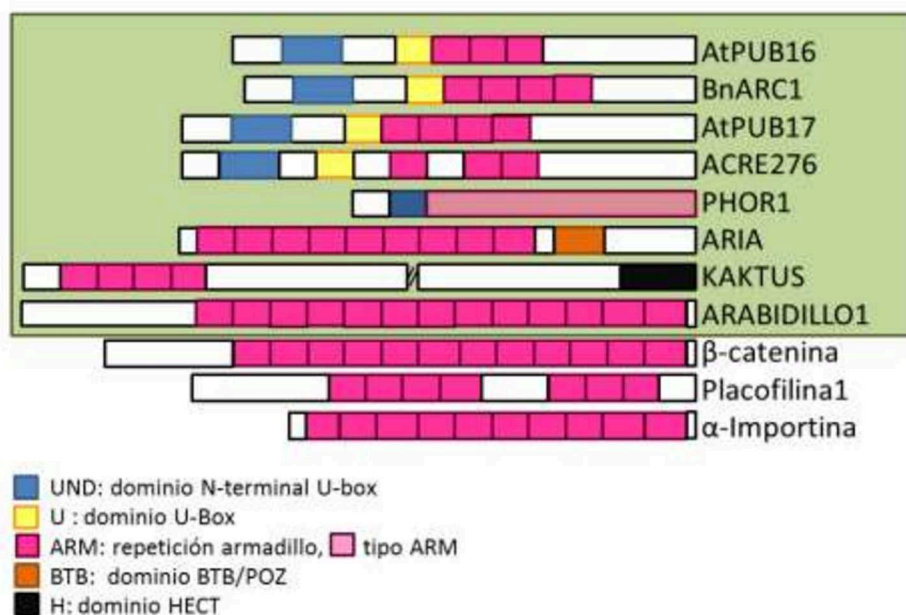 AtPUB16
BnARC1
AtPUB17
ACRE276
PHOR1
ARIA
KAKTUS
ARABIDILLO1
β-catenina
Placofilina1
α-Importina
UND: dominio N-terminal U-box
U : dominio U-Box
ARM: repetición armadillo, tipo ARM
BTB: dominio BTB/POZ
H: dominio HECT